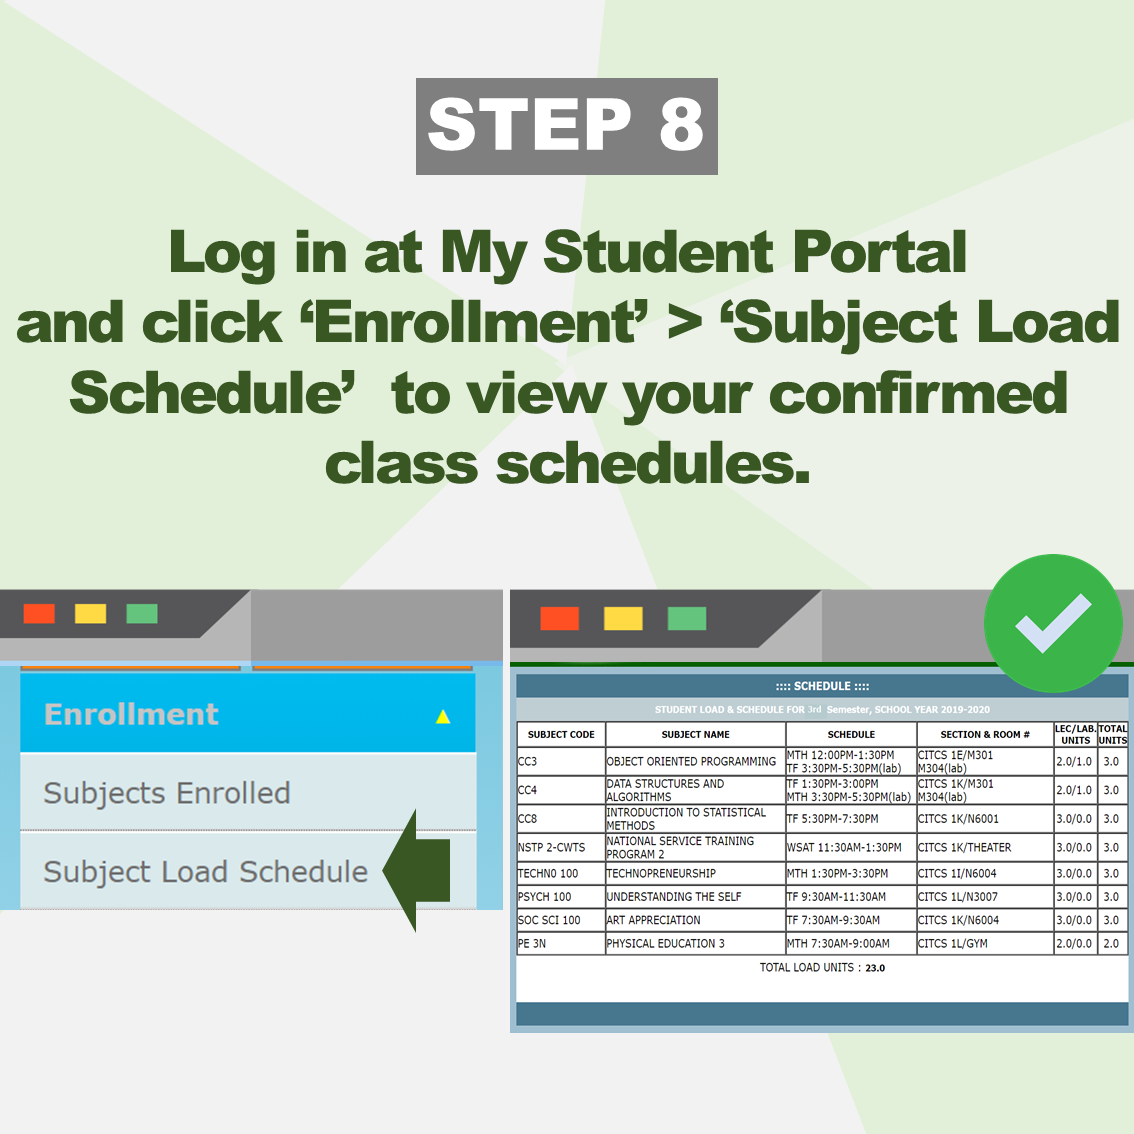 STEP 8
Log in at My Student Portal
and click ‘Enrollment’ > ‘Subject Load
Schedule’ to view your confirmed
class schedules.
Enrollment
Subjects Enrolled
Subject Load Schedule
:::: SCHEDULE ::::
STUDENT LOAD & SCHEDULE FOR 3rd Semester, SCHOOL YEAR 2019-2020
SUBJECT CODE SUBJECT NAME SCHEDULE SECTION & ROOM # LEC/LAB. UNITS TOTAL UNITS
CC3 OBJECT ORIENTED PROGRAMMING MTH 12:00PM-1:30PM TF 3:30PM-5:30PM(lab) CITCS 1E/M301 M304(lab) 2.0/1.0 3.0
CC4 DATA STRUCTURES AND ALGORITHMS TF 1:30PM-3:00PM MTH 3:30PM-5:30PM(lab) CITCS 1K/M301 M304(lab) 2.0/1.0 3.0
CC8 INTRODUCTION TO STATISTICAL METHODS TF 5:30PM-7:30PM CITCS 1K/N6001 3.0/0.0 3.0
NSTP 2-CWTS NATIONAL SERVICE TRAINING PROGRAM 2 WSAT 11:30AM-1:30PM CITCS 1K/THEATER 3.0/0.0 3.0
TECHN0 100 TECHNOPRENEURSHIP MTH 1:30PM-3:30PM CITCS 1I/N6004 3.0/0.0 3.0
PSYCH 100 UNDERSTANDING THE SELF TF 9:30AM-11:30AM CITCS 1L/N3007 3.0/0.0 3.0
SOC SCI 100 ART APPRECIATION TF 7:30AM-9:30AM CITCS 1K/N6004 3.0/0.0 3.0
PE 3N PHYSICAL EDUCATION 3 MTH 7:30AM-9:00AM CITCS 1L/GYM 2.0/0.0 2.0
TOTAL LOAD UNITS : 23.0